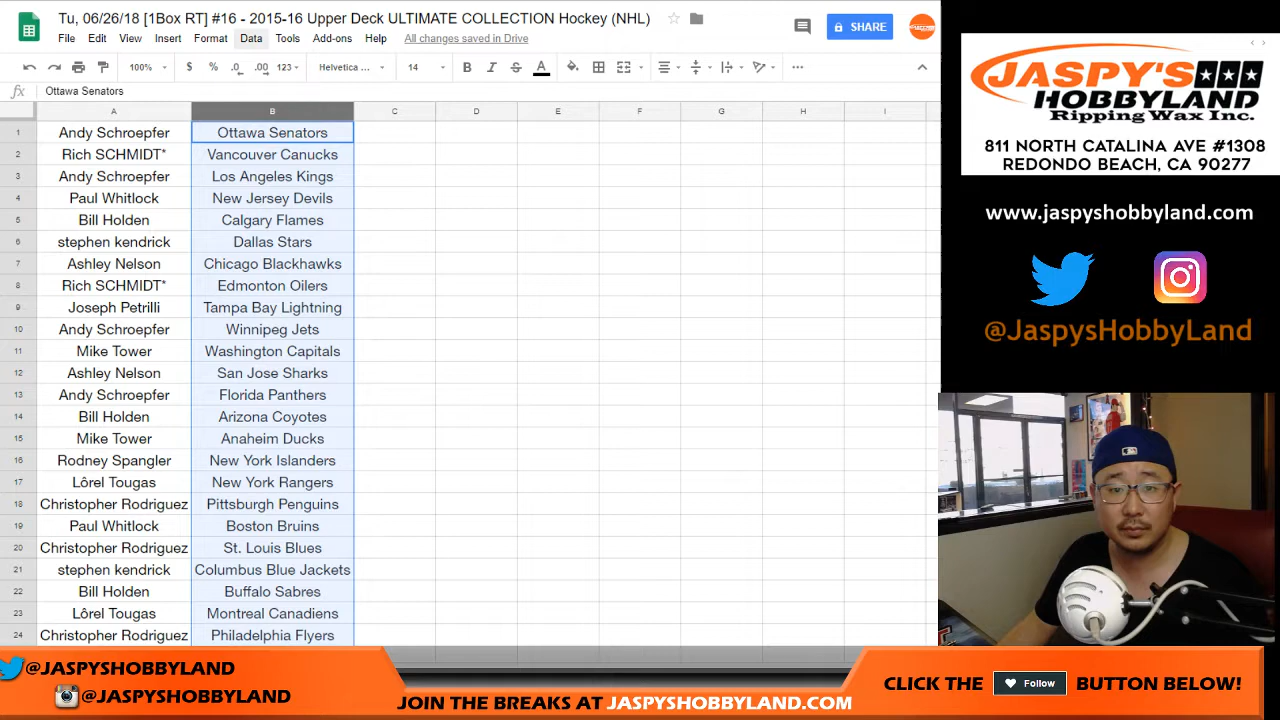 Tu, 06/26/18 [1Box RT] #16 - 2015-16 Upper Deck ULTIMATE COLLECTION Hockey (NHL)
File Edit View Insert Format Data Tools Add-ons Help All changes saved in Drive
SHARE
100% $ % .0 .00 123 Helvetica ... 14 B I S A
fx Ottawa Senators
A B C D E F G H I
1 Andy Schroepfer Ottawa Senators
2 Rich SCHMIDT* Vancouver Canucks
3 Andy Schroepfer Los Angeles Kings
4 Paul Whitlock New Jersey Devils
5 Bill Holden Calgary Flames
6 stephen kendrick Dallas Stars
7 Ashley Nelson Chicago Blackhawks
8 Rich SCHMIDT* Edmonton Oilers
9 Joseph Petrilli Tampa Bay Lightning
10 Andy Schroepfer Winnipeg Jets
11 Mike Tower Washington Capitals
12 Ashley Nelson San Jose Sharks
13 Andy Schroepfer Florida Panthers
14 Bill Holden Arizona Coyotes
15 Mike Tower Anaheim Ducks
16 Rodney Spangler New York Islanders
17 Lôrel Tougas New York Rangers
18 Christopher Rodriguez Pittsburgh Penguins
19 Paul Whitlock Boston Bruins
20 Christopher Rodriguez St. Louis Blues
21 stephen kendrick Columbus Blue Jackets
22 Bill Holden Buffalo Sabres
23 Lôrel Tougas Montreal Canadiens
24 Christopher Rodriguez Philadelphia Flyers
JASPY'S
HOBBYLAND
Ripping Wax Inc.
811 NORTH CATALINA AVE #1308
REDONDO BEACH, CA 90277
www.jaspyshobbyland.com
@JaspysHobbyLand
@JASPYSHOBBYLAND
@JASPYSHOBBYLAND
JOIN THE BREAKS AT JASPYSHOBBYLAND.COM
CLICK THE Follow BUTTON BELOW!